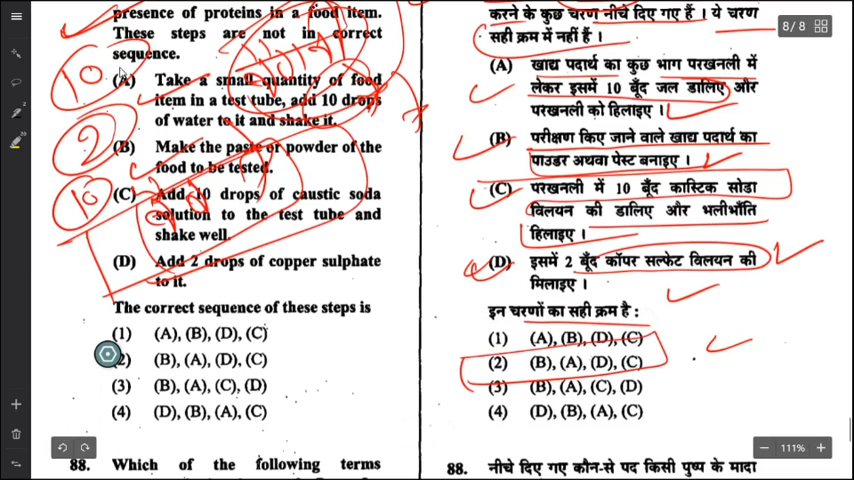 8/8
presence of proteins in a food item.
These steps are not in correct
sequence.
(A) Take a small quantity of food
item in a test tube, add 10 drops
of water to it and shake it.
(B) Make the paste or powder of the
food to be tested.
(C) Add 10 drops of caustic soda
solution to the test tube and
shake well.
(D) Add 2 drops of copper sulphate
to it.
The correct sequence of these steps is
(1) (A), (B), (D), (C)
(2) (B), (A), (D), (C)
(3) (B), (A), (C), (D)
(4) (D), (B), (A), (C)
88. Which of the following terms
10
2
10
करने के कुछ चरण नीचे दिए गए हैं । ये चरण
सही क्रम में नहीं हैं ।
(A) खाद्य पदार्थ का कुछ भाग परखनली में
लेकर इसमें 10 बूँद जल डालिए और
परखनली को हिलाइए ।
(B) परीक्षण किए जाने वाले खाद्य पदार्थ का
पाउडर अथवा पेस्ट बनाइए ।
(C) परखनली में 10 बूँद कास्टिक सोडा
विलयन की डालिए और भलीभाँति
हिलाइए ।
(D) इसमें 2 बूँद कॉपर सल्फेट विलयन की
मिलाइए ।
इन चरणों का सही क्रम है :
(1) (A), (B), (D), (C)
(2) (B), (A), (D), (C)
(3) (B), (A), (C), (D)
(4) (D), (B), (A), (C)
88. नीचे दिए गए कौन-से पद किसी पुष्प के मादा
111%